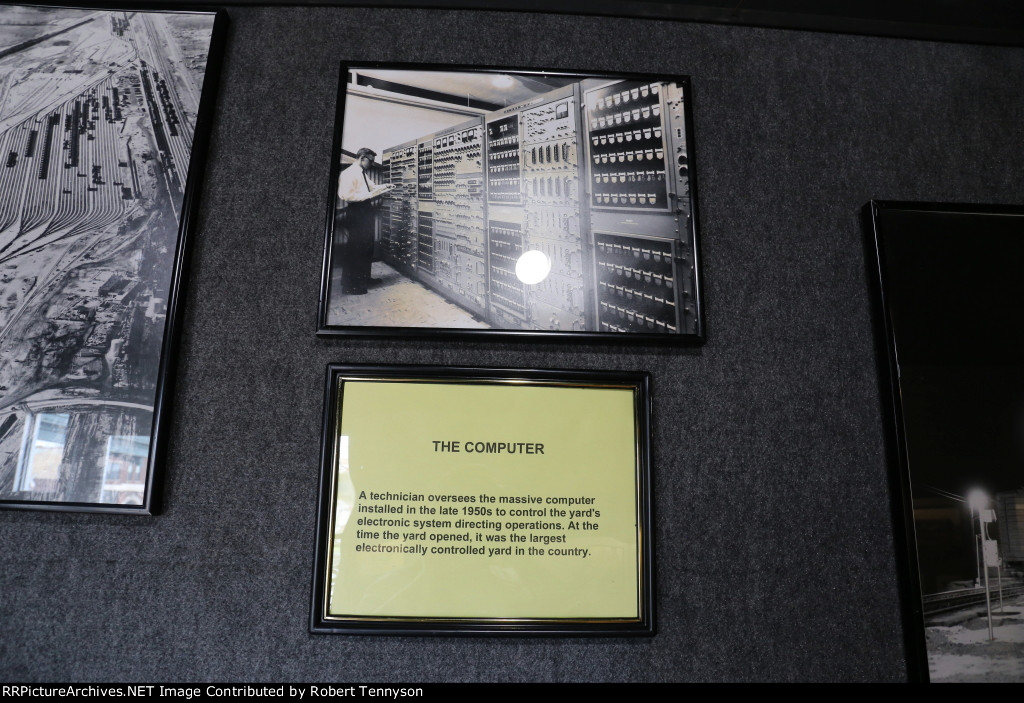 THE COMPUTER
A technician oversees the massive computer
installed in the late 1950s to control the yard's
electronic system directing operations. At the
time the yard opened, it was the largest
electronically controlled yard in the country.
RRPictureArchives.NET Image Contributed by Robert Tennyson